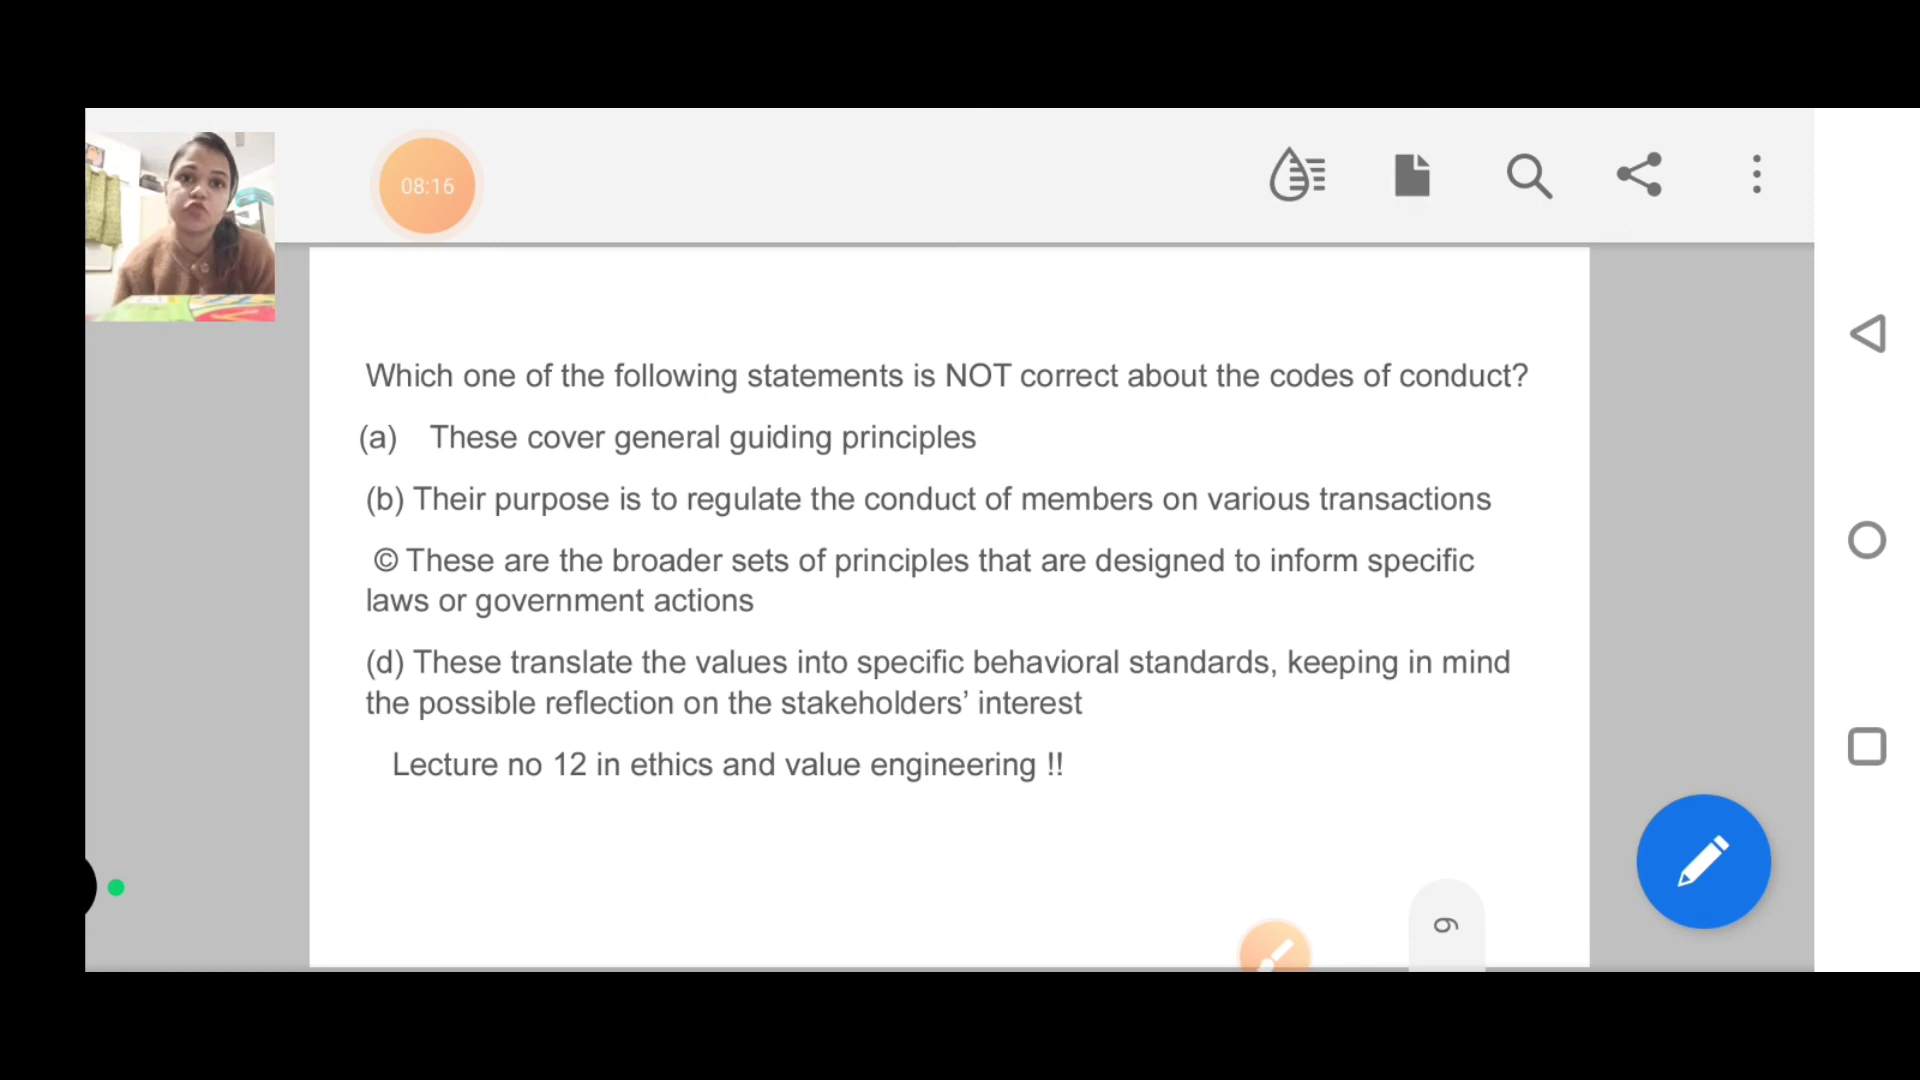 08:16
Which one of the following statements is NOT correct about the codes of conduct?
(a) These cover general guiding principles
(b) Their purpose is to regulate the conduct of members on various transactions
© These are the broader sets of principles that are designed to inform specific
laws or government actions
(d) These translate the values into specific behavioral standards, keeping in mind
the possible reflection on the stakeholders’ interest
Lecture no 12 in ethics and value engineering !!
6